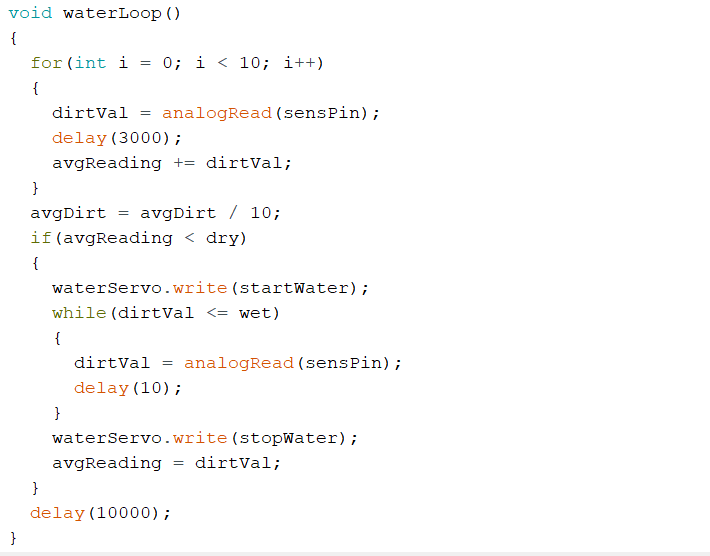 void waterLoop()
{
  for(int i = 0; i < 10; i++)
  {
    dirtVal = analogRead(sensPin);
    delay(3000);
    avgReading += dirtVal;
  }
  avgDirt = avgDirt / 10;
  if(avgReading < dry)
  {
    waterServo.write(startWater);
    while(dirtVal <= wet)
    {
      dirtVal = analogRead(sensPin);
      delay(10);
    }
    waterServo.write(stopWater);
    avgReading = dirtVal;
  }
  delay(10000);
}